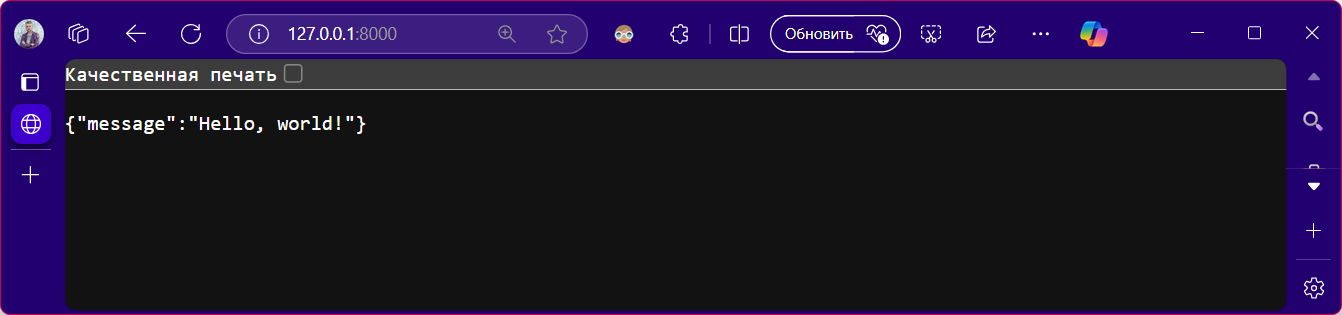 127.0.0.1:8000
Обновить
Качественная печать
{"message":"Hello, world!"}